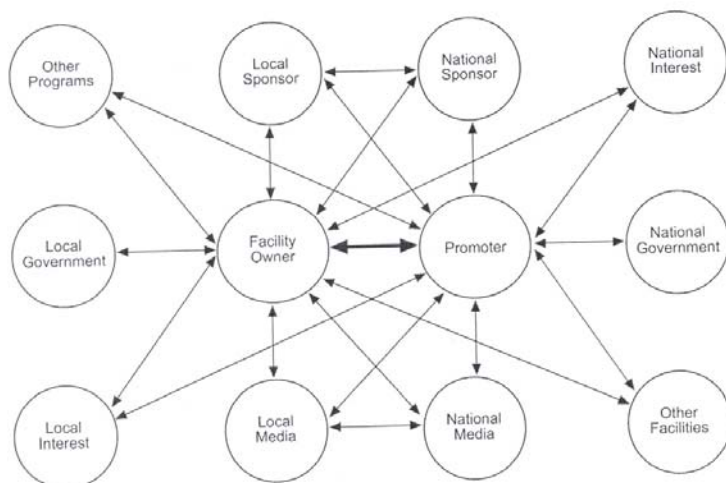 Other
Programs
Local
Sponsor
National
Sponsor
National
Interest
Local
Government
Facility
Owner
Promoter
National
Government
Local
Interest
Local
Media
National
Media
Other
Facilities